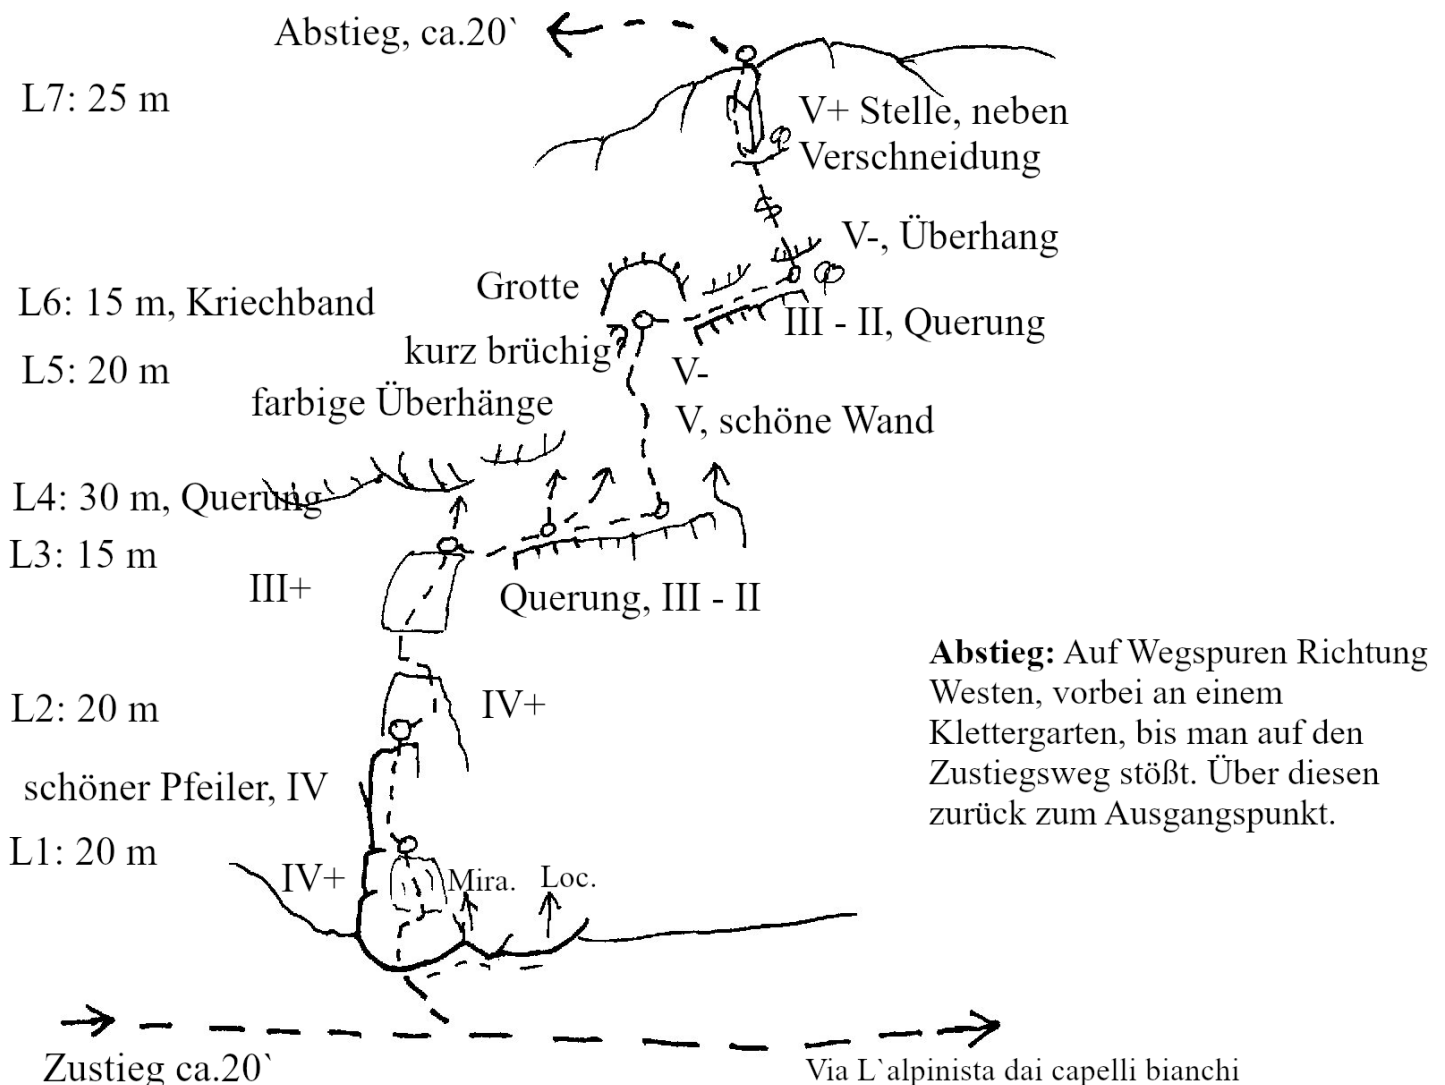 Abstieg, ca.20`
L7: 25 m
V+ Stelle, neben
Verschneidung
V-, Überhang
Grotte
L6: 15 m, Kriechband
III - II, Querung
kurz brüchig
L5: 20 m
V-
farbige Überhänge
V, schöne Wand
L4: 30 m, Querung
L3: 15 m
III+
Querung, III - II
Abstieg: Auf Wegspuren Richtung
Westen, vorbei an einem
Klettergarten, bis man auf den
Zustiegsweg stößt. Über diesen
zurück zum Ausgangspunkt.
L2: 20 m
IV+
schöner Pfeiler, IV
L1: 20 m
IV+
Mira.
Loc.
Zustieg ca.20`
Via L`alpinista dai capelli bianchi